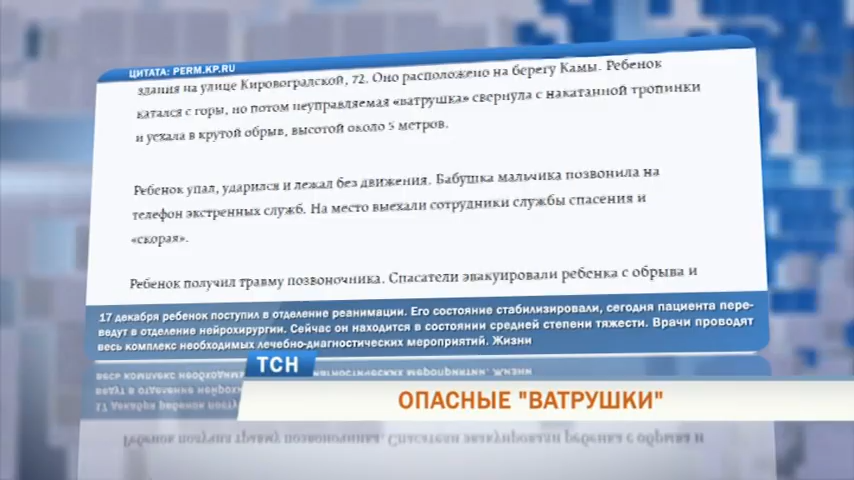 ЦИТАТА: PERM.KP.RU
здания на улице Кировоградской, 72. Оно расположено на берегу Камы. Ребенок
катался с горы, но потом неуправляемая «ватрушка» свернула с накатанной тропинки
и уехала в крутой обрыв, высотой около 5 метров.
Ребенок упал, ударился и лежал без движения. Бабушка мальчика позвонила на
телефон экстренных служб. На место выехали сотрудники службы спасения и
«скорая».
Ребенок получил травму позвоночника. Спасатели эвакуировали ребенка с обрыва и
17 декабря ребенок поступил в отделение реанимации. Его состояние стабилизировали, сегодня пациента пере-
ведут в отделение нейрохирургии. Сейчас он находится в состоянии средней степени тяжести. Врачи проводят
весь комплекс необходимых лечебно-диагностических мероприятий. Жизни
ТСН
ОПАСНЫЕ "ВАТРУШКИ"